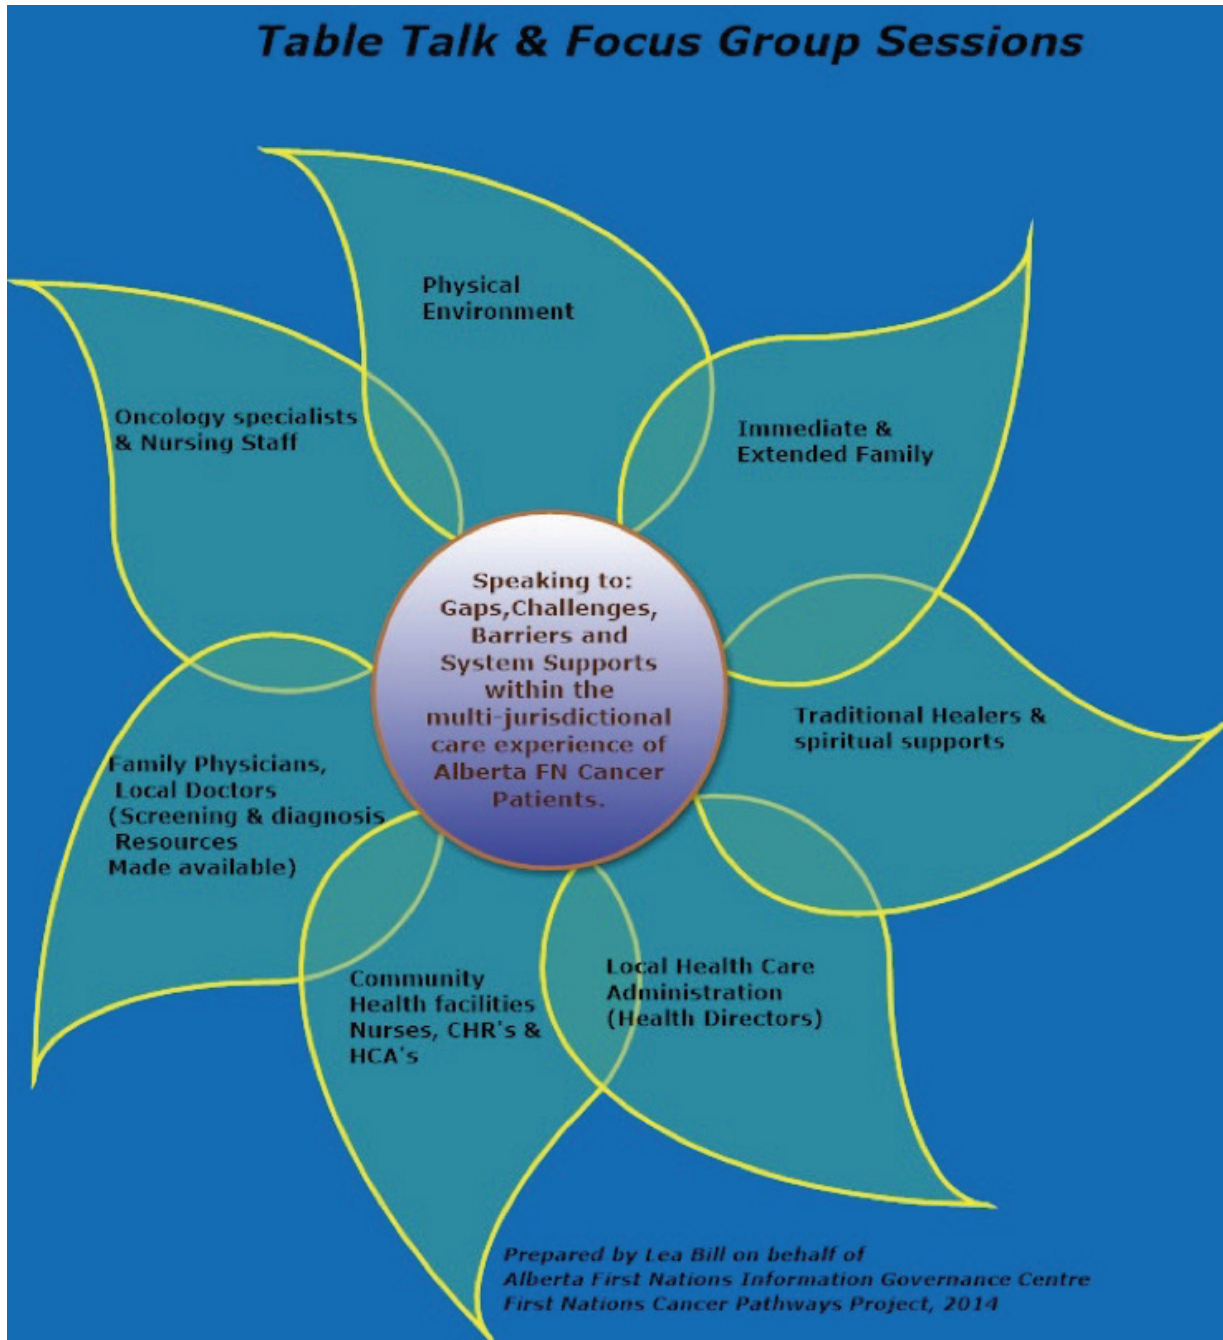 Table Talk & Focus Group Sessions
Physical
Environment
Immediate &
Extended Family
Oncology specialists
& Nursing Staff
Speaking to:
Gaps,Challenges,
Barriers and
System Supports
within the
multi-jurisdictional
care experience of
Alberta FN Cancer
Patients.
Traditional Healers &
spiritual supports
Family Physicians,
Local Doctors
(Screening & diagnosis
Resources
Made available)
Community
Health facilities
Nurses, CHR's &
HCA's
Local Health Care
Administration
(Health Directors)
Prepared by Lea Bill on behalf of
Alberta First Nations Information Governance Centre
First Nations Cancer Pathways Project, 2014